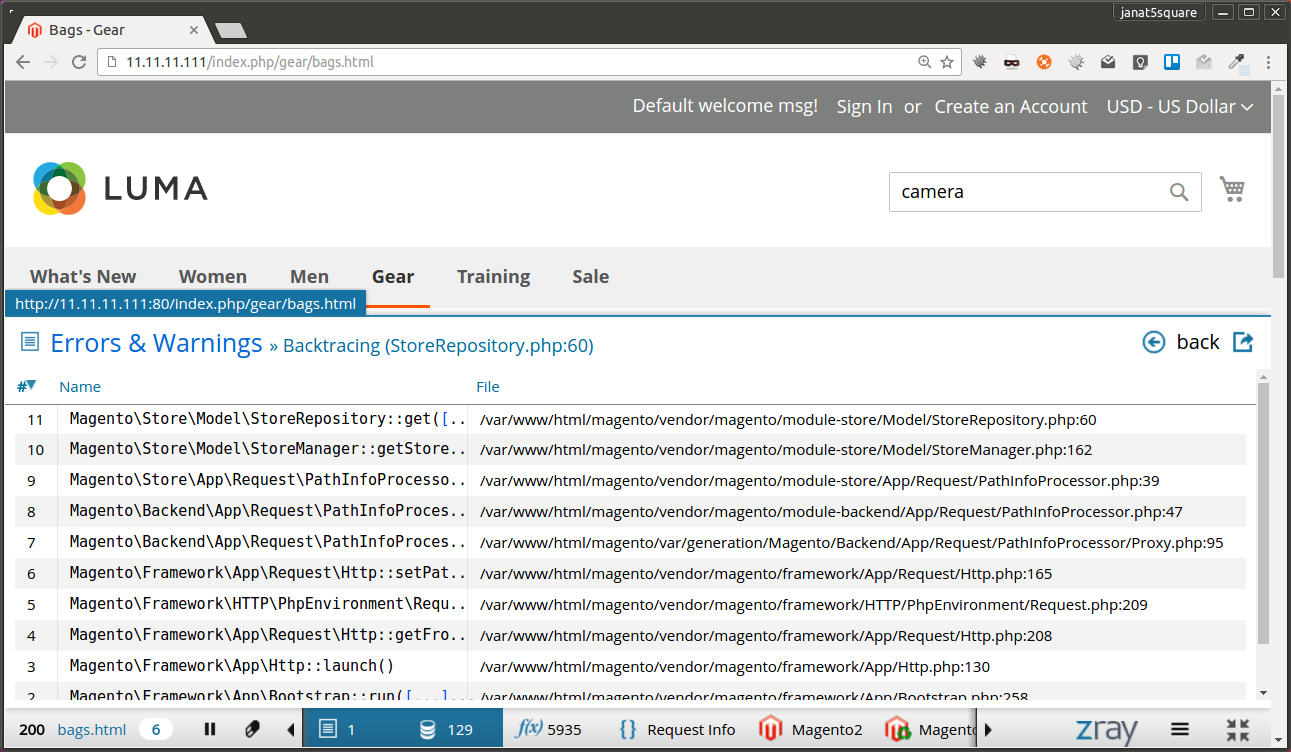 janat5square
Bags - Gear
11.11.11.111/index.php/gear/bags.html
Default welcome msg! Sign In or Create an Account USD - US Dollar
LUMA
camera
What's New Women Men Gear Training Sale
http://11.11.11.111:80/index.php/gear/bags.html
Errors & Warnings » Backtracing (StoreRepository.php:60) back
# Name File
11 Magento\Store\Model\StoreRepository::get([... /var/www/html/magento/vendor/magento/module-store/Model/StoreRepository.php:60
10 Magento\Store\Model\StoreManager::getStore... /var/www/html/magento/vendor/magento/module-store/Model/StoreManager.php:162
9 Magento\Store\App\Request\PathInfoProcesso... /var/www/html/magento/vendor/magento/module-store/App/Request/PathInfoProcessor.php:39
8 Magento\Backend\App\Request\PathInfoProces... /var/www/html/magento/vendor/magento/module-backend/App/Request/PathInfoProcessor.php:47
7 Magento\Backend\App\Request\PathInfoProces... /var/www/html/magento/var/generation/Magento/Backend/App/Request/PathInfoProcessor/Proxy.php:95
6 Magento\Framework\App\Request\Http::setPat... /var/www/html/magento/vendor/magento/framework/App/Request/Http.php:165
5 Magento\Framework\HTTP\PhpEnvironment\Requ... /var/www/html/magento/vendor/magento/framework/HTTP/PhpEnvironment/Request.php:209
4 Magento\Framework\App\Request\Http::getFro... /var/www/html/magento/vendor/magento/framework/App/Request/Http.php:208
3 Magento\Framework\App\Http::launch() /var/www/html/magento/vendor/magento/framework/App/Http.php:130
2 Magento\Framework\App\Bootstrap::run([...]... /var/www/html/magento/vendor/magento/framework/App/Bootstrap.php:258
200 bags.html 6 1 129 f(x) 5935 {} Request Info Magento2 Magento zray